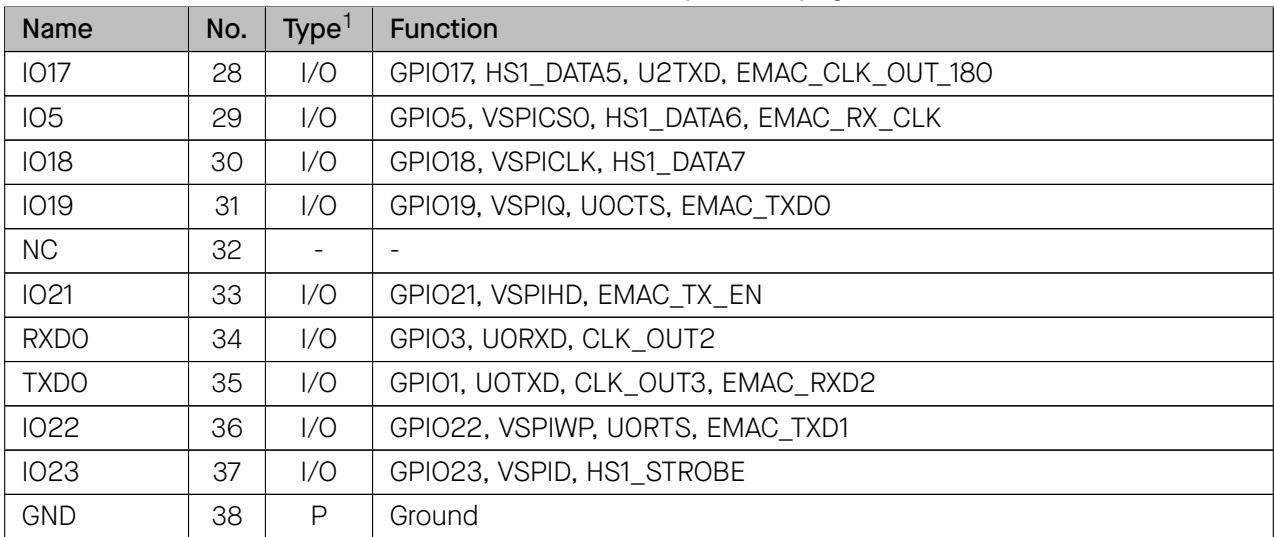 Name No. Type1 Function
IO17 28 I/O GPIO17, HS1_DATA5, U2TXD, EMAC_CLK_OUT_180
IO5 29 I/O GPIO5, VSPICS0, HS1_DATA6, EMAC_RX_CLK
IO18 30 I/O GPIO18, VSPICLK, HS1_DATA7
IO19 31 I/O GPIO19, VSPIQ, U0CTS, EMAC_TXD0
NC 32 - -
IO21 33 I/O GPIO21, VSPIHD, EMAC_TX_EN
RXD0 34 I/O GPIO3, U0RXD, CLK_OUT2
TXD0 35 I/O GPIO1, U0TXD, CLK_OUT3, EMAC_RXD2
IO22 36 I/O GPIO22, VSPIWP, U0RTS, EMAC_TXD1
IO23 37 I/O GPIO23, VSPID, HS1_STROBE
GND 38 P Ground